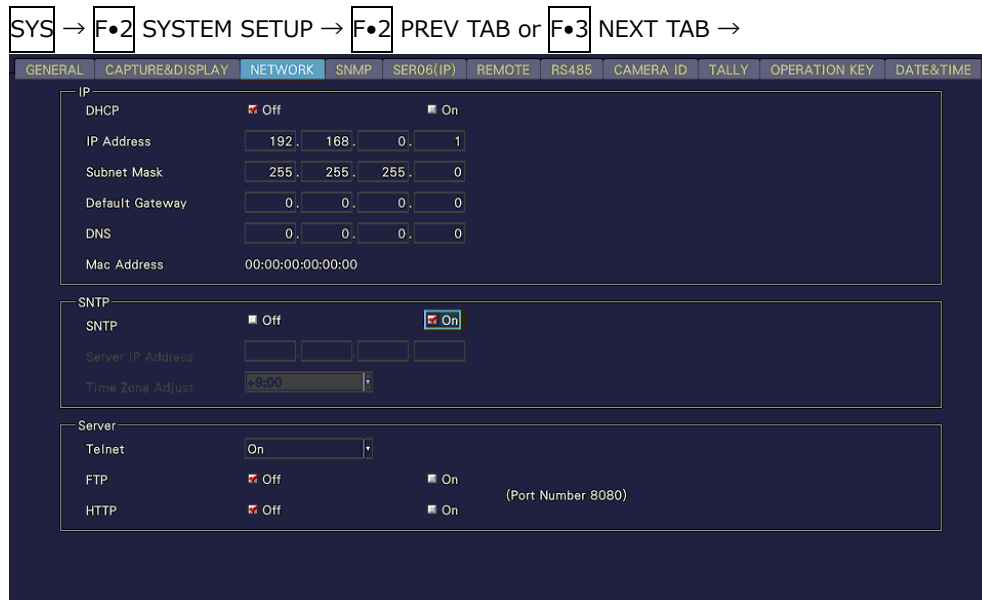 SYS → F•2 SYSTEM SETUP → F•2 PREV TAB or F•3 NEXT TAB →
GENERAL CAPTURE&DISPLAY NETWORK SNMP SER06(IP) REMOTE RS485 CAMERA ID TALLY OPERATION KEY DATE&TIME
IP
DHCP Off On
IP Address 192. 168. 0. 1
Subnet Mask 255. 255. 255. 0
Default Gateway 0. 0. 0. 0
DNS 0. 0. 0. 0
Mac Address 00:00:00:00:00:00
SNTP
SNTP Off On
Server IP Address . . .
Time Zone Adjust +9:00
Server
Telnet On
FTP Off On
(Port Number 8080)
HTTP Off On